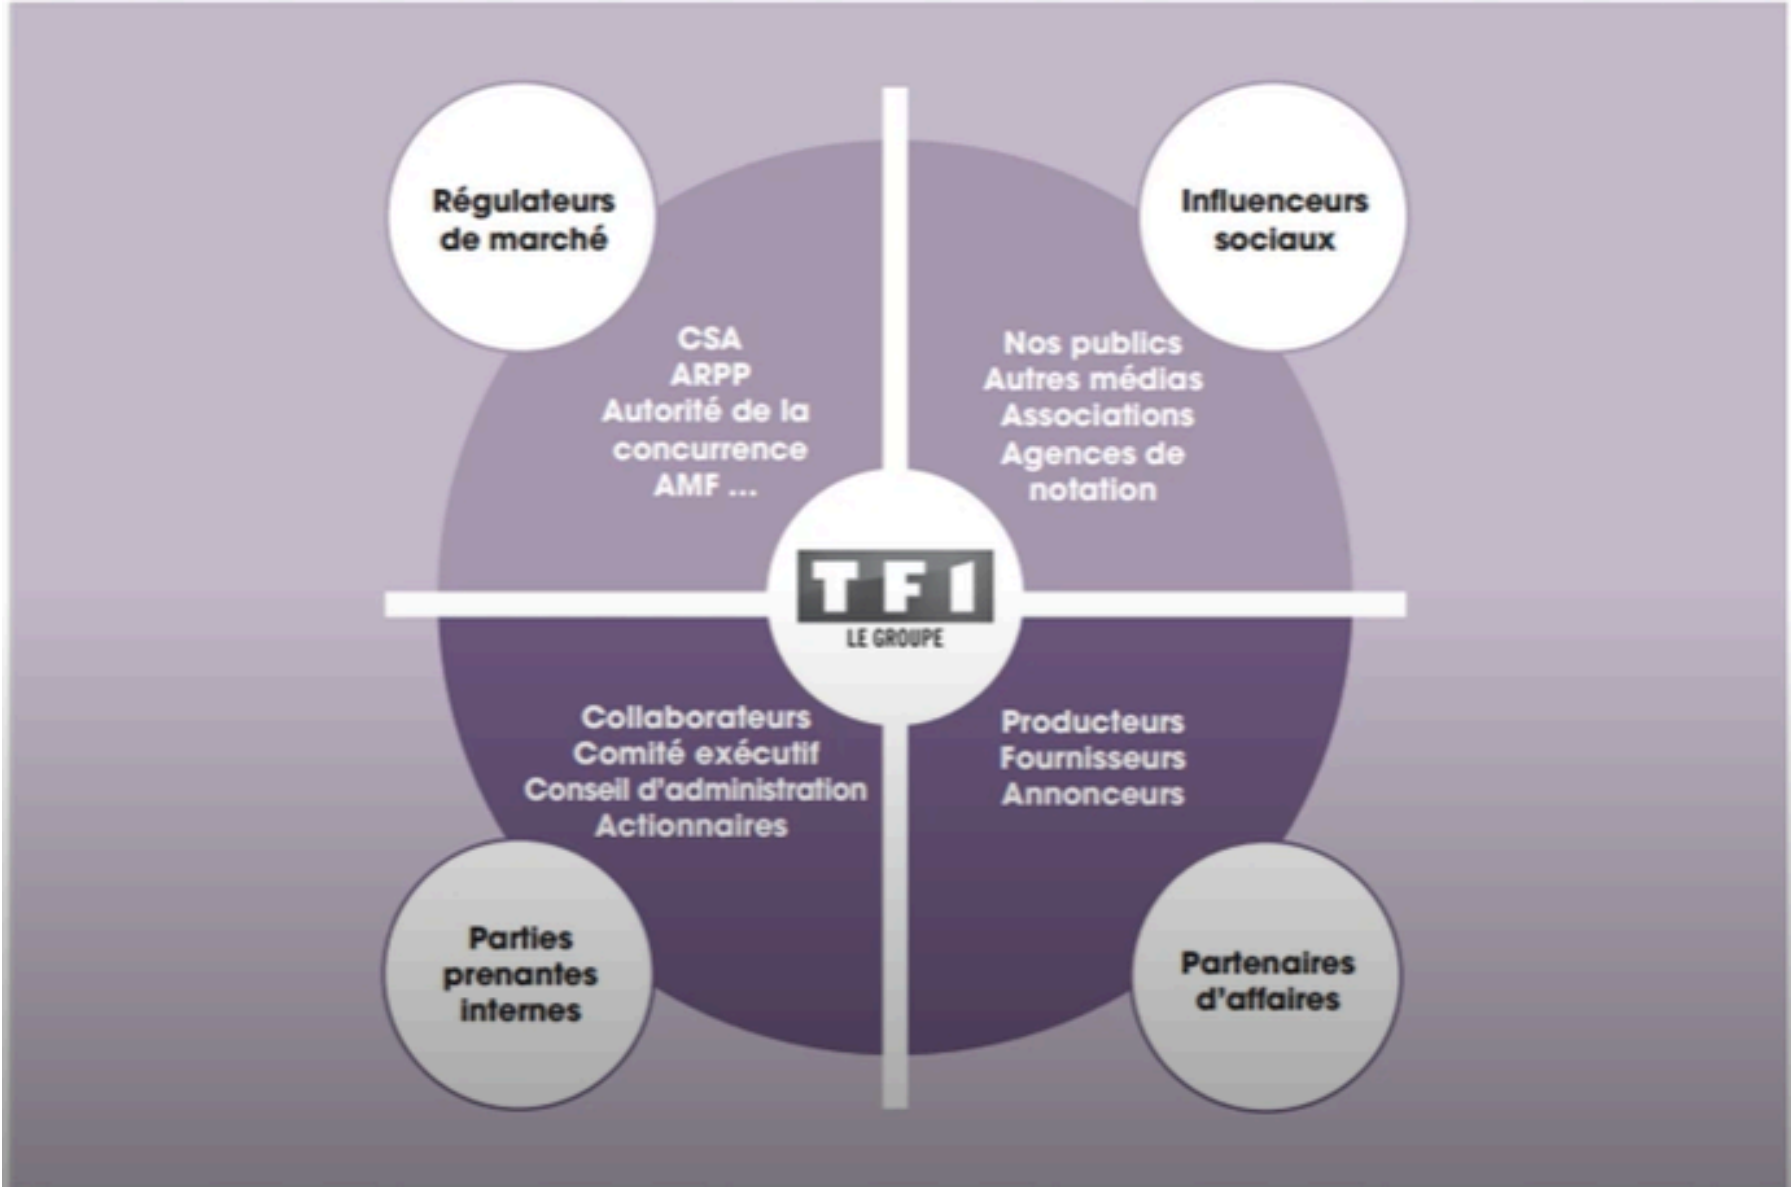 Régulateurs
de marché
Influenceurs
sociaux
CSA
ARPP
Autorité de la
concurrence
AMF ...
Nos publics
Autres médias
Associations
Agences de
notation
TF1
LE GROUPE
Collaborateurs
Comité exécutif
Conseil d'administration
Actionnaires
Producteurs
Fournisseurs
Annonceurs
Parties
prenantes
internes
Partenaires
d'affaires